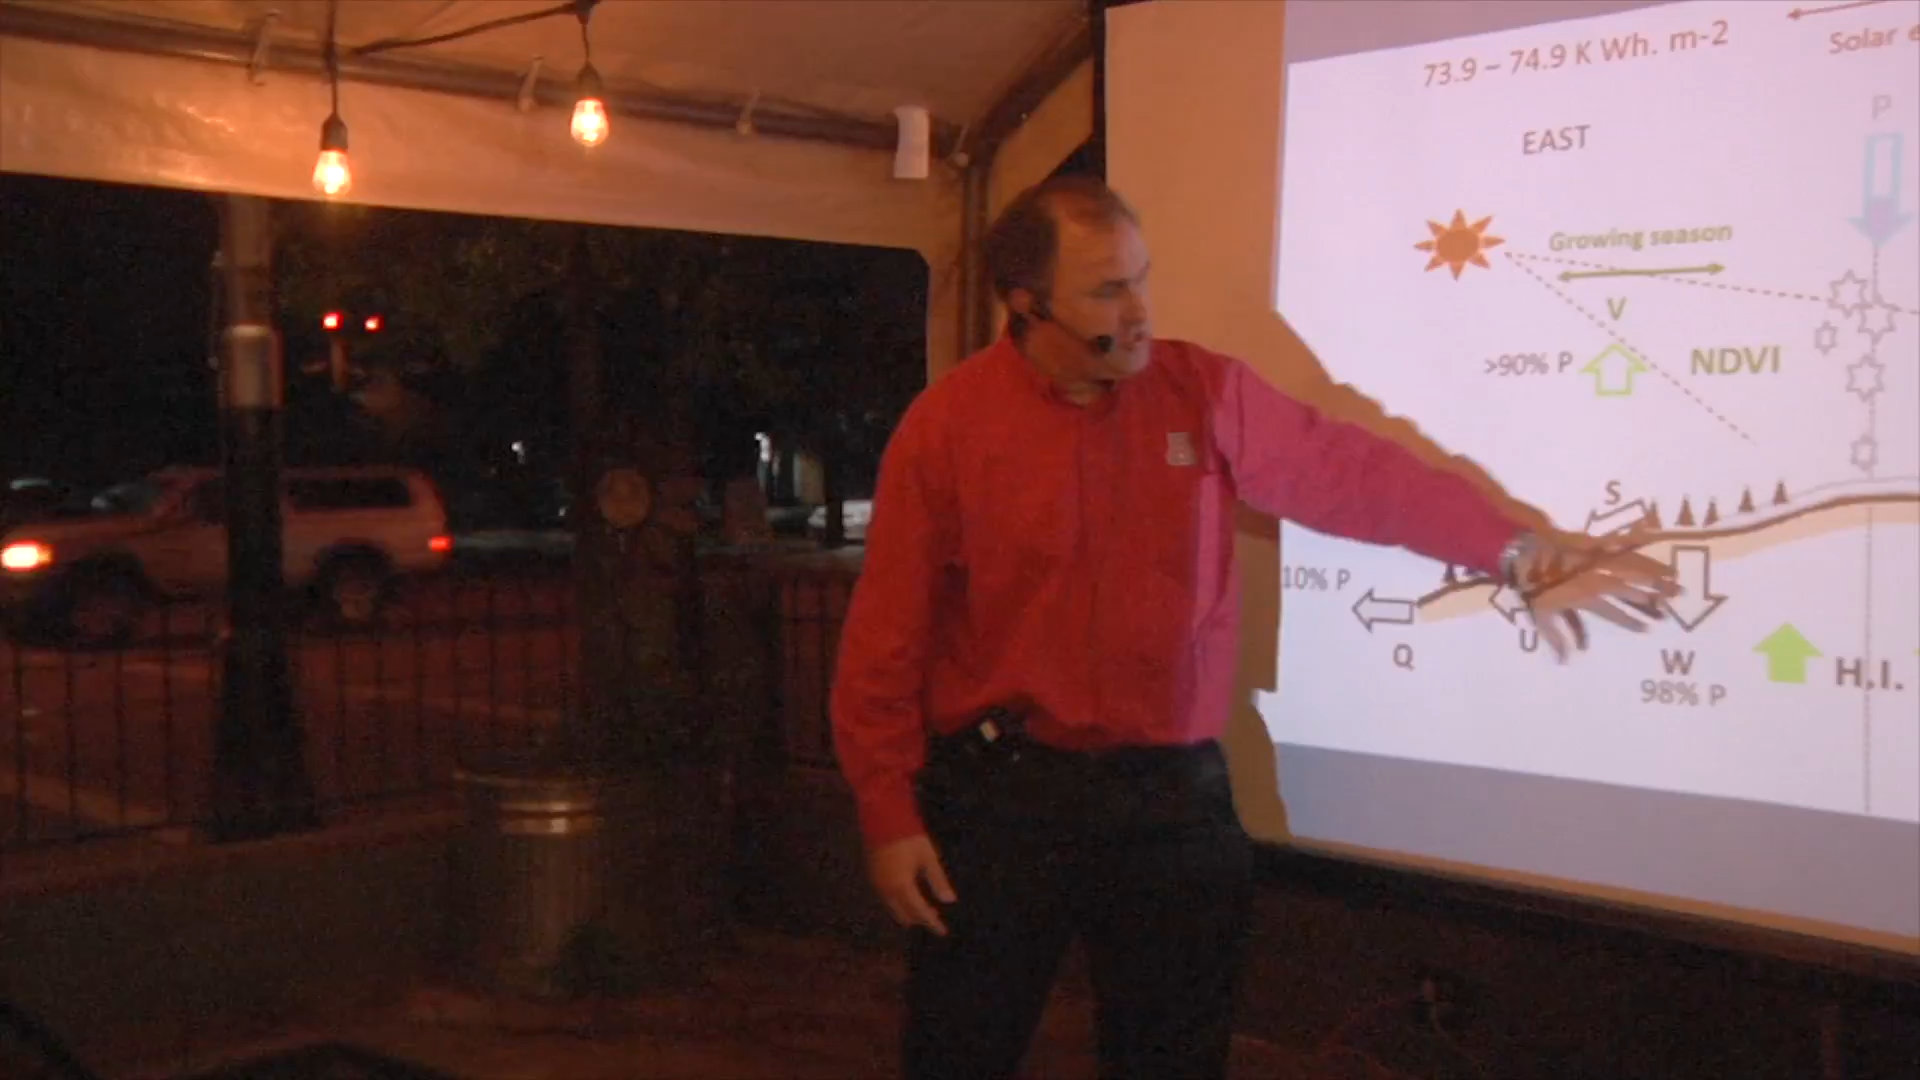 73.9 – 74.9 K Wh. m-2
Solar e
P
EAST
Growing season
V
>90% P
NDVI
S
10% P
Q
U
W
98% P
H.I.